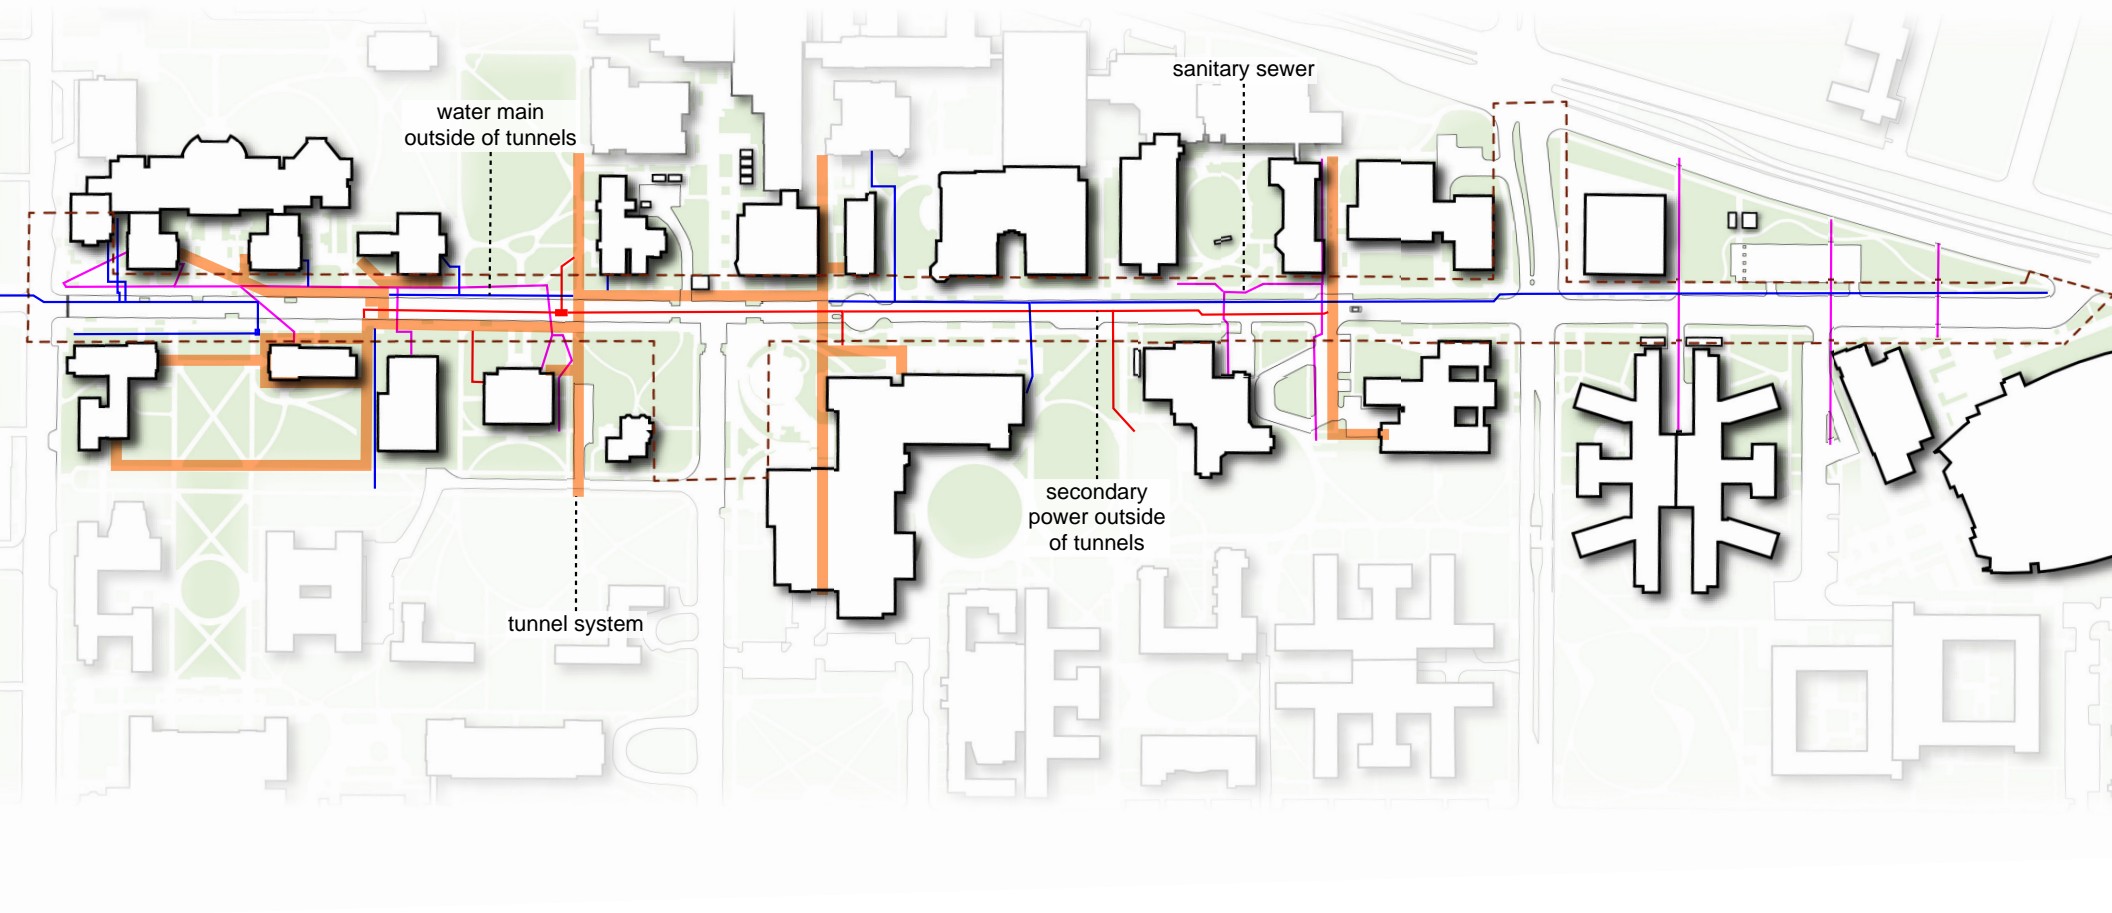 sanitary sewer
water main
outside of tunnels
secondary
power outside
of tunnels
tunnel system